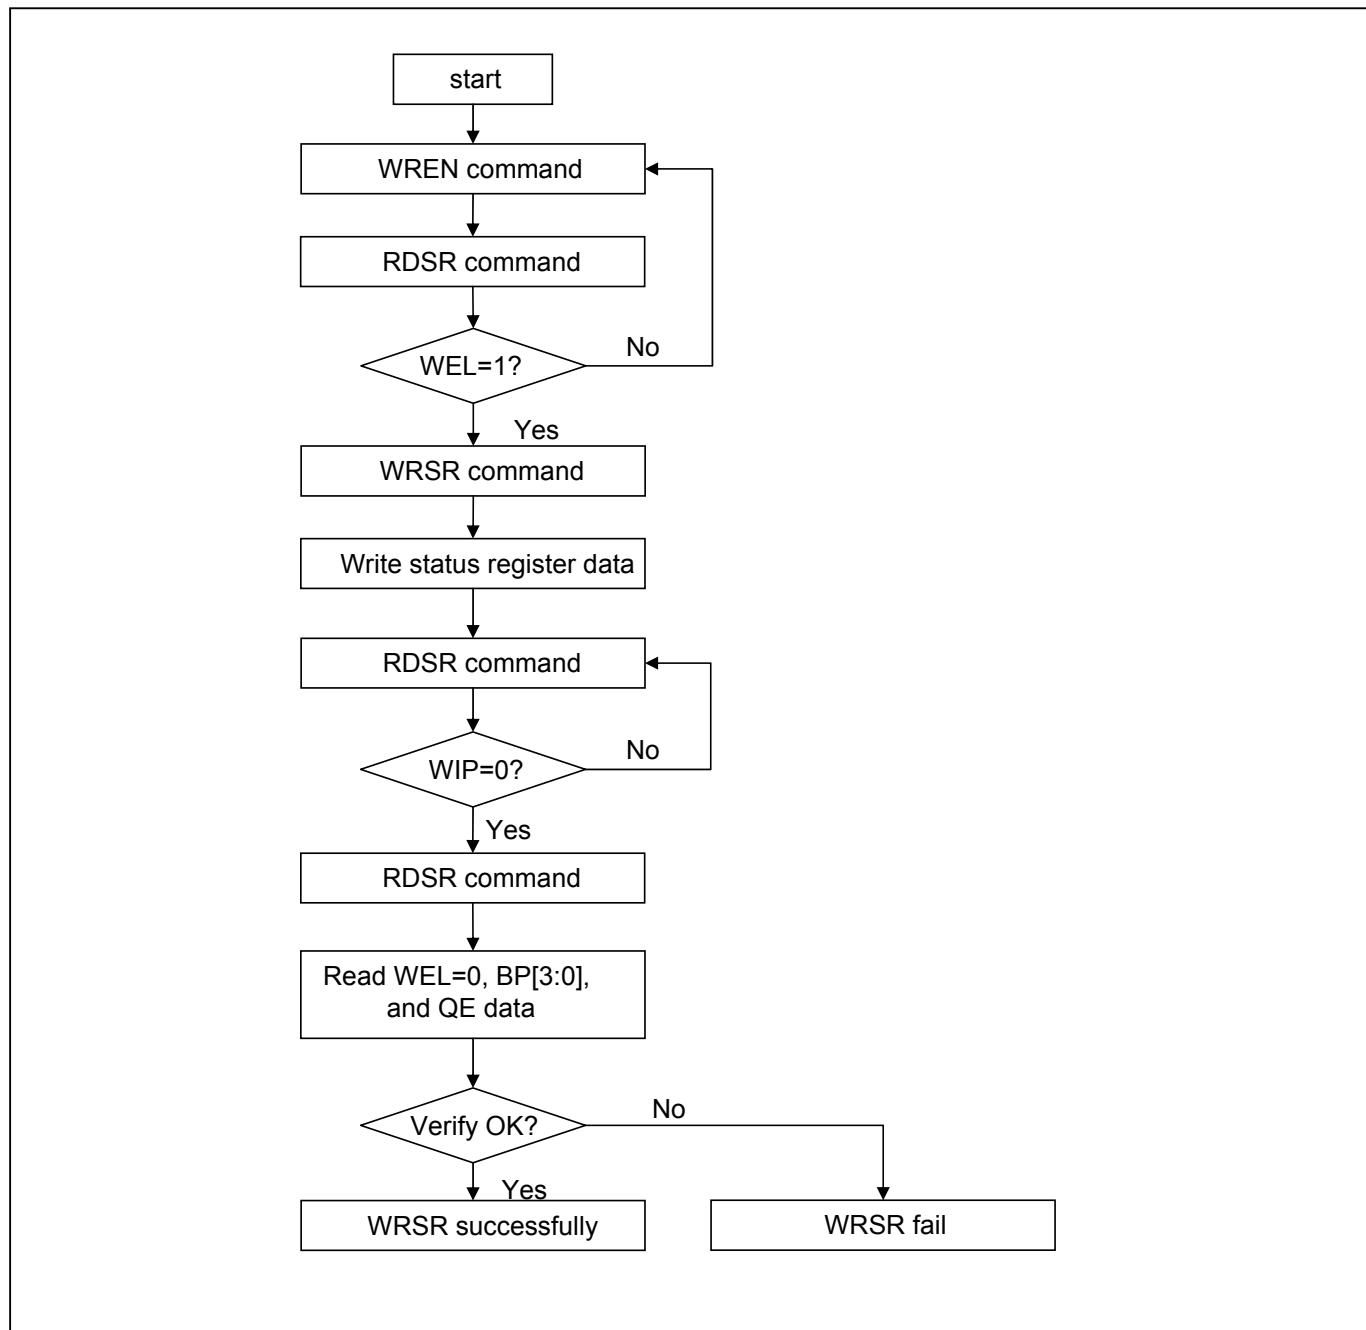 start
WREN command
RDSR command
WEL=1?
No
Yes
WRSR command
Write status register data
RDSR command
WIP=0?
No
Yes
RDSR command
Read WEL=0, BP[3:0],
and QE data
Verify OK?
No
Yes
WRSR successfully
WRSR fail